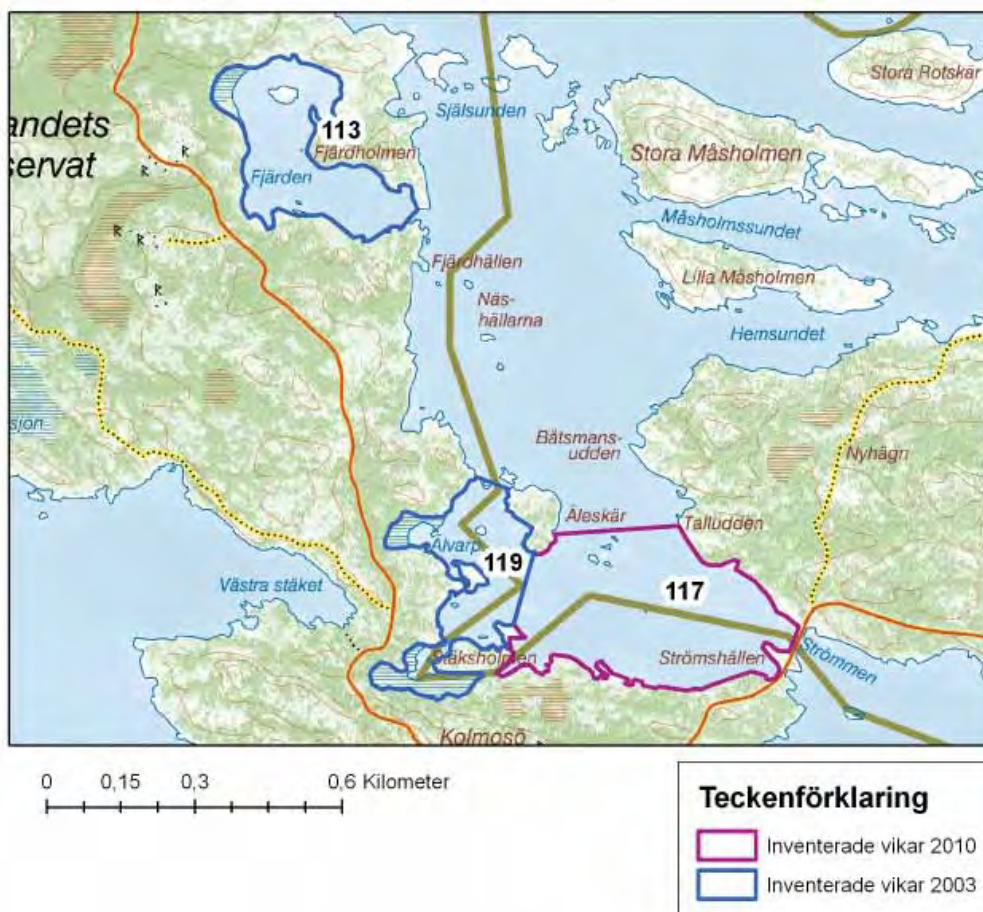 Stora Rotskär
Själsunden
andets
servat
113
Fjärdholmen
R
R
Fjärden
Stora Måsholmen
Måsholmssundet
R
R
Fjärdhällen
Lilla Måsholmen
R
Näs-
hällarna
Hemsundet
sjön
Båtsmans-
udden
Nyhägn
Åleskär
Talludden
Älvarp
119
Västra stäket
117
Stäksholmen
Strömshällen
Strömmen
Kolmosö
0 0,15 0,3 0,6 Kilometer
Teckenförklaring
Inventerade vikar 2010
Inventerade vikar 2003